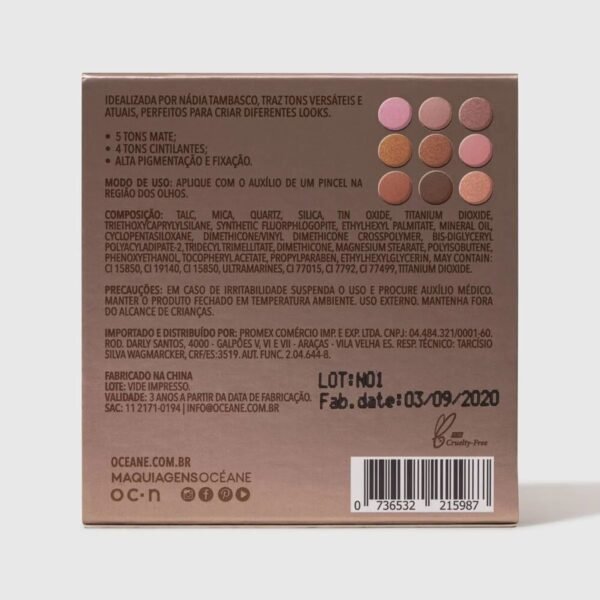 IDEALIZADA POR NÁDIA TAMBASCO, TRAZ TONS VERSÁTEIS E
ATUAIS, PERFEITOS PARA CRIAR DIFERENTES LOOKS.
• 5 TONS MATE;
• 4 TONS CINTILANTES;
• ALTA PIGMENTAÇÃO E FIXAÇÃO.
MODO DE USO: APLIQUE COM O AUXÍLIO DE UM PINCEL NA
REGIÃO DOS OLHOS.
COMPOSIÇÃO: TALC, MICA, QUARTZ, SILICA, TIN OXIDE, TITANIUM DIOXIDE,
TRIETHOXYCAPRYLYLSILANE, SYNTHETIC FLUORPHLOGOPITE, ETHYLHEXYL PALMITATE, MINERAL OIL,
CYCLOPENTASILOXANE, DIMETHICONE/VINYL DIMETHICONE CROSSPOLYMER, BIS-DIGLYCERYL
POLYACYLADIPATE-2, TRIDECYL TRIMELLITATE, DIMETHICONE, MAGNESIUM STEARATE, POLYISOBUTENE,
PHENOXYETHANOL, TOCOPHERYLACETATE, PROPYLPARABEN, ETHYLHEXYLGLYCERIN, MAY CONTAIN:
CI 15850, CI 19140, CI 15850, ULTRAMARINES, CI 77015, CI 7792, CI 77499, TITANIUM DIOXIDE.
PRECAUÇÕES: EM CASO DE IRRITABILIDADE SUSPENDA O USO E PROCURE AUXÍLIO MÉDICO.
MANTER O PRODUTO FECHADO EM TEMPERATURA AMBIENTE. USO EXTERNO. MANTENHA FORA
DO ALCANCE DE CRIANÇAS.
IMPORTADO E DISTRIBUÍDO POR: PROMEX COMÉRCIO IMP. E EXP. LTDA. CNPJ: 04.484.321/0001-60.
ROD. DARLY SANTOS, 4000 - GALPÕES V, VI E VII - ARAÇAS - VILA VELHA ES. RESP. TÉCNICO: TARCÍSIO
SILVA WAGMARCKER, CRF/ES:3519. AUT. FUNC. 2.04.644-8.
FABRICADO NA CHINA
LOTE: VIDE IMPRESSO.
VALIDADE: 3 ANOS A PARTIR DA DATA DE FABRICAÇÃO.
SAC: 11 2171-0194 | INFO@OCEANE.COM.BR
LOT:N01
Fab.date:03/09/2020
Cruelty-Free
OCEANE.COM.BR
MAQUIAGENSOCÉANE
oc·n
0 736532 215987